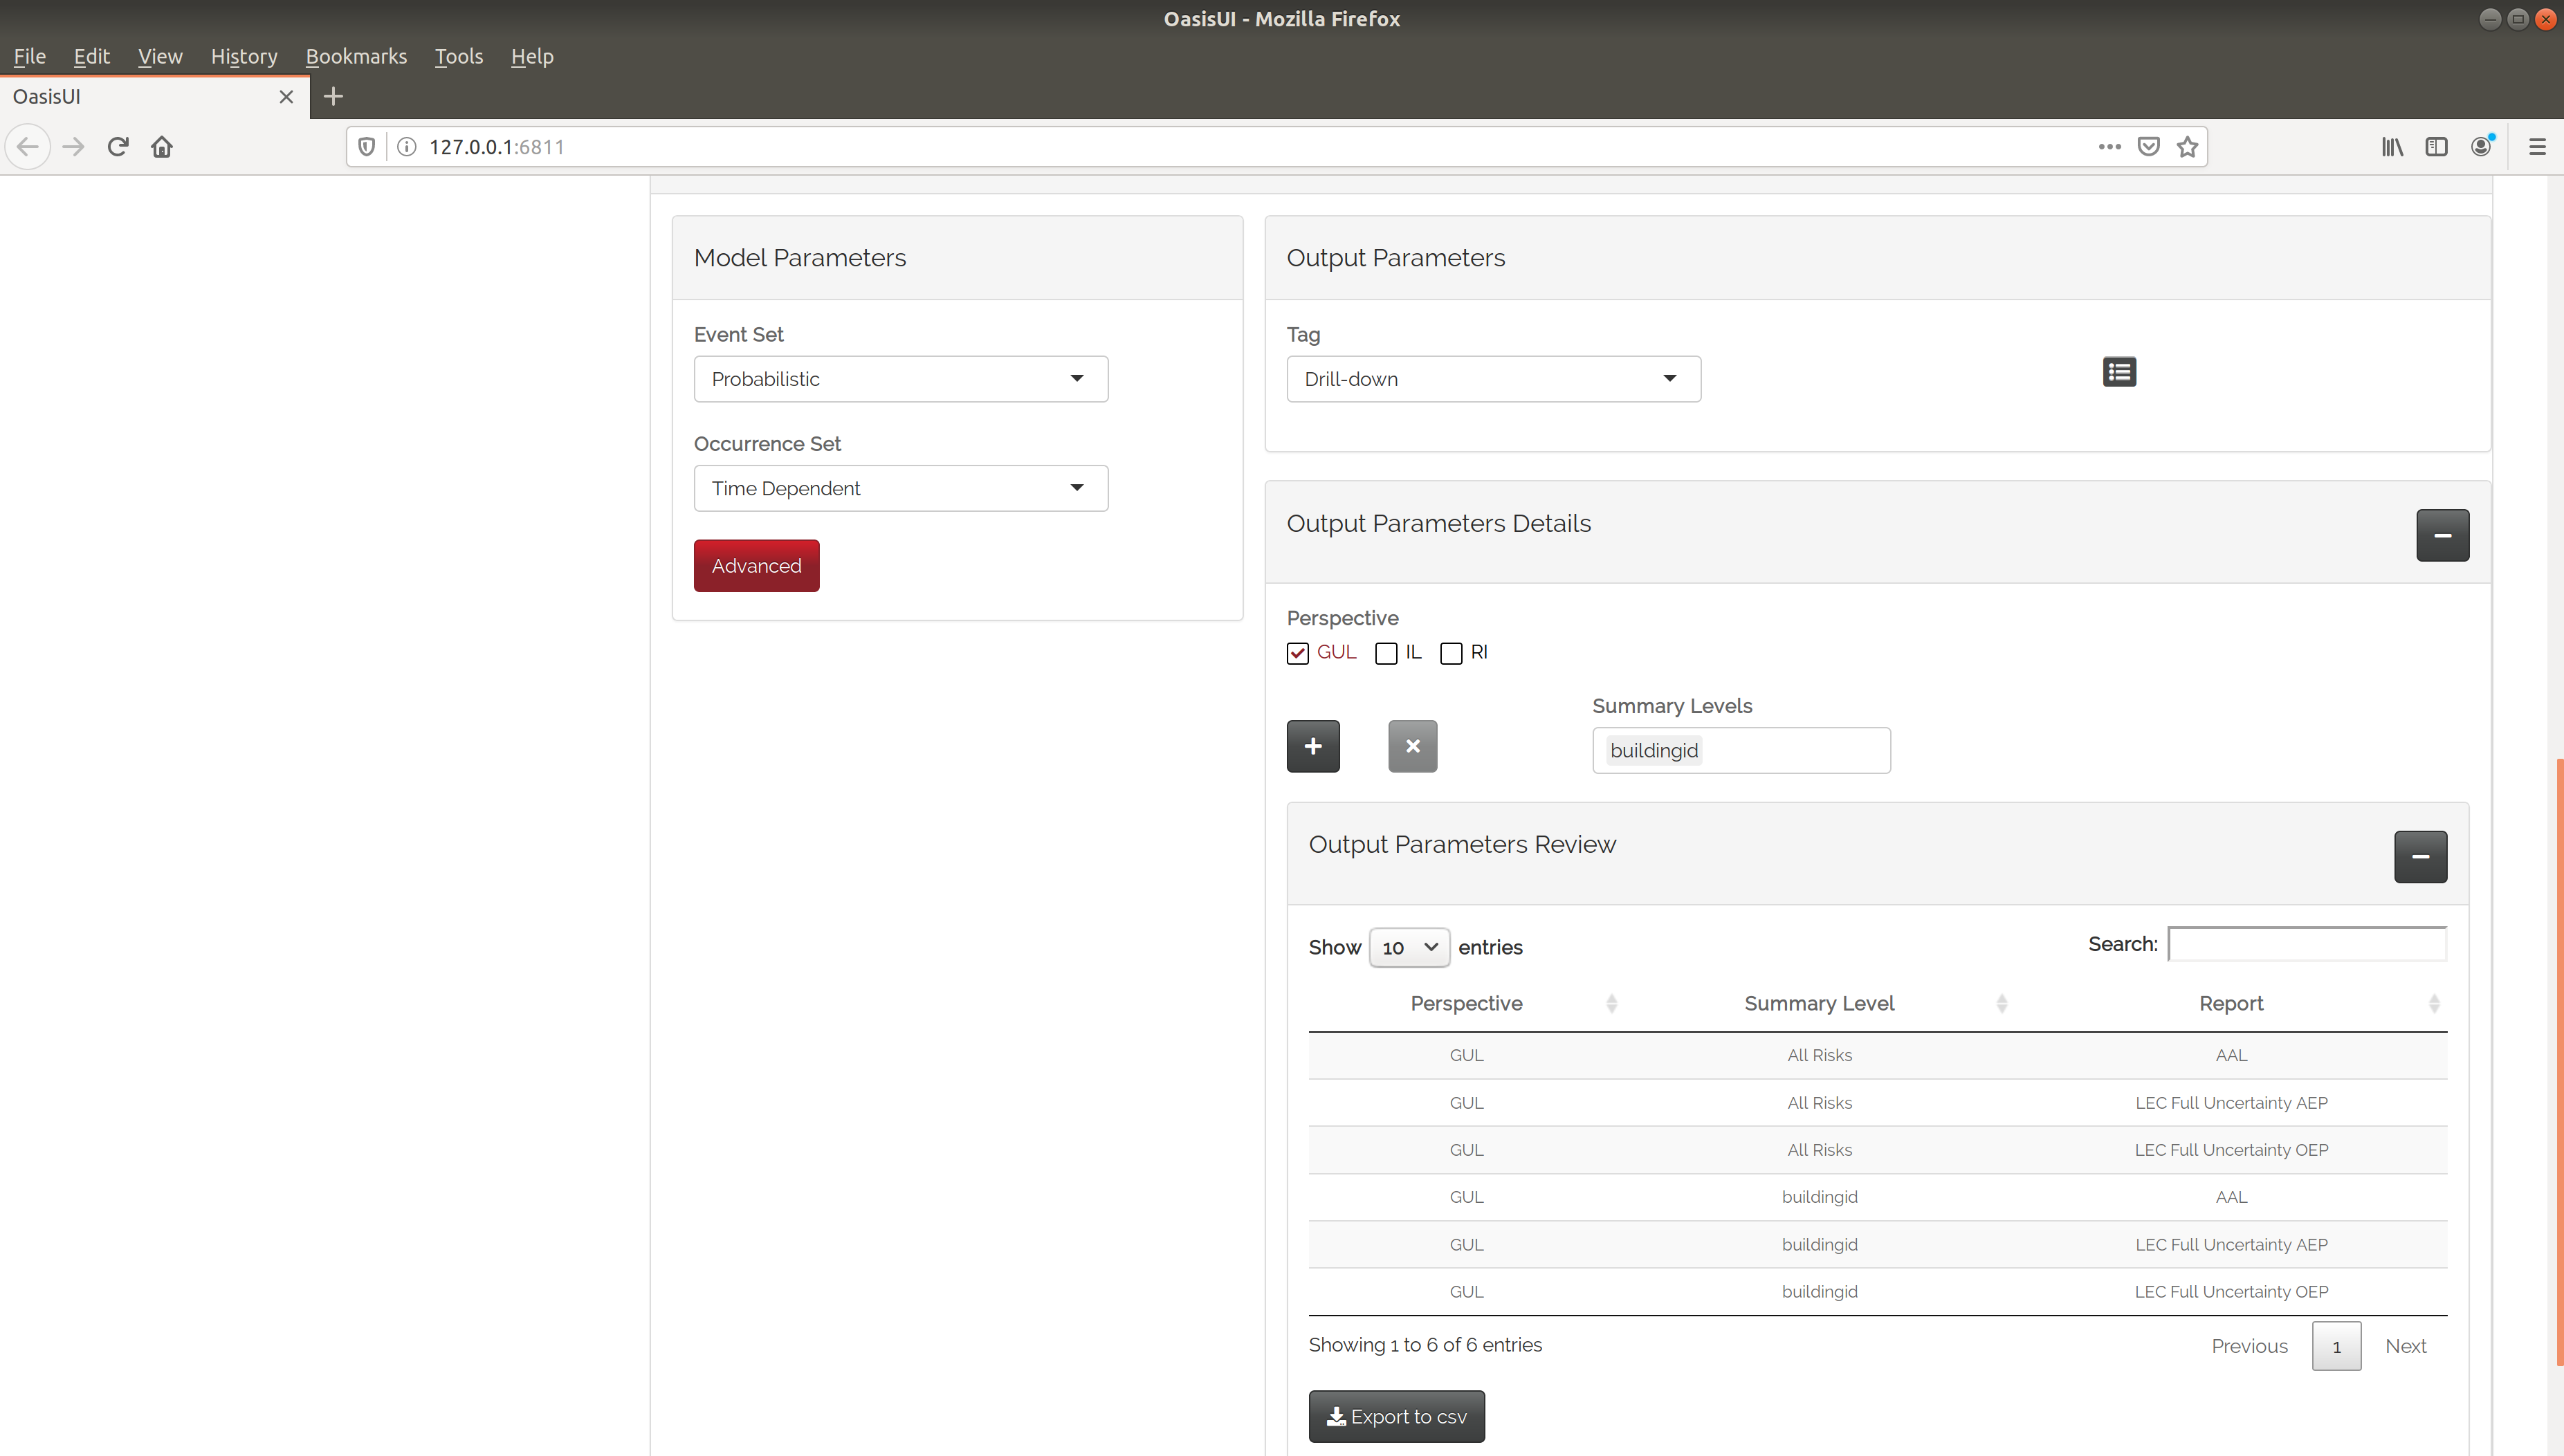 OasisUI - Mozilla Firefox
File Edit View History Bookmarks Tools Help
OasisUI
127.0.0.1:6811
Model Parameters
Event Set
Probabilistic
Occurrence Set
Time Dependent
Advanced
Output Parameters
Tag
Drill-down
Output Parameters Details
Perspective
GUL IL RI
Summary Levels
buildingid
Output Parameters Review
Show 10 entries
Search:
Perspective Summary Level Report
GUL All Risks AAL
GUL All Risks LEC Full Uncertainty AEP
GUL All Risks LEC Full Uncertainty OEP
GUL buildingid AAL
GUL buildingid LEC Full Uncertainty AEP
GUL buildingid LEC Full Uncertainty OEP
Showing 1 to 6 of 6 entries
Previous 1 Next
Export to csv